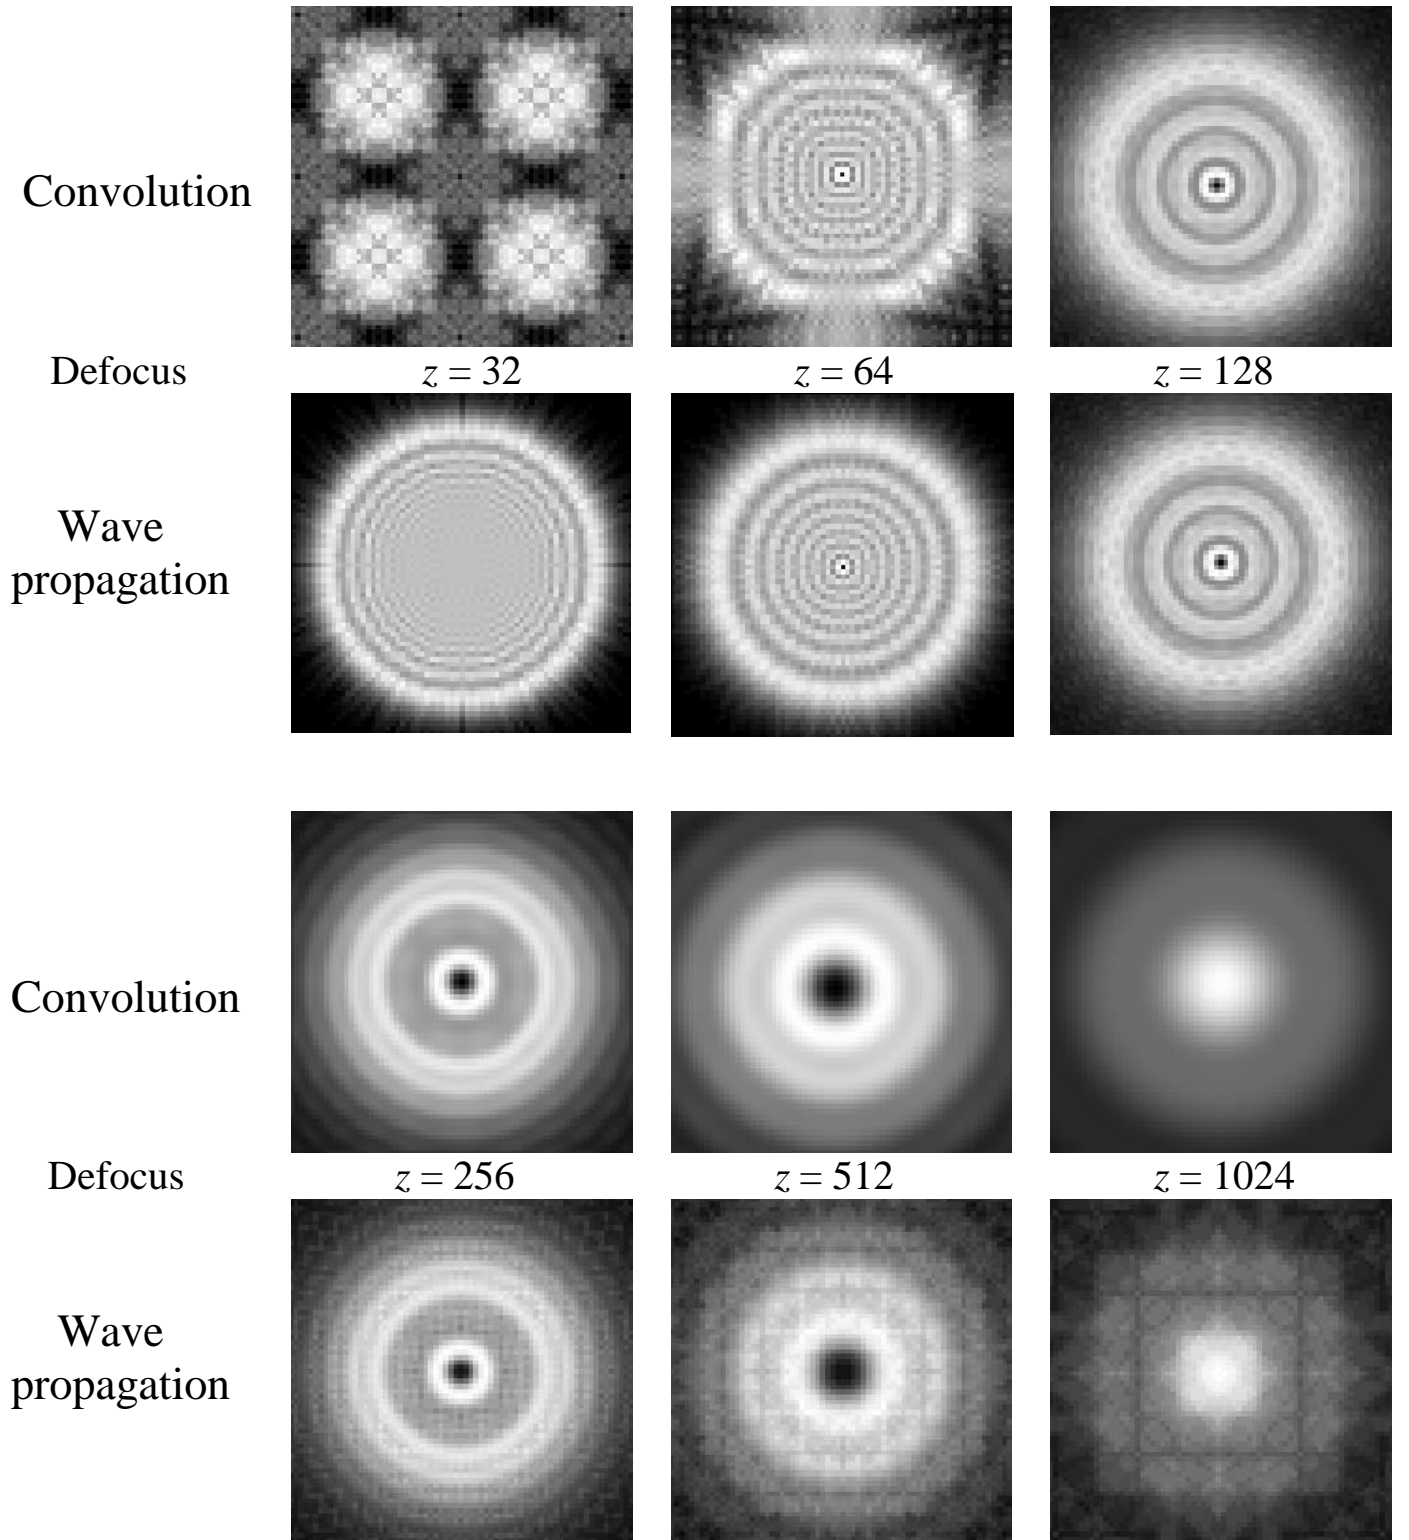 Convolution
Defocus z = 32 z = 64 z = 128
Wave
propagation
Convolution
Defocus z = 256 z = 512 z = 1024
Wave
propagation